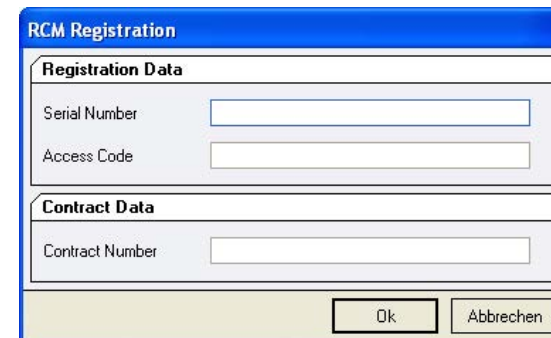 RCM Registration
Registration Data
Serial Number
Access Code
Contract Data
Contract Number
Ok Abbrechen